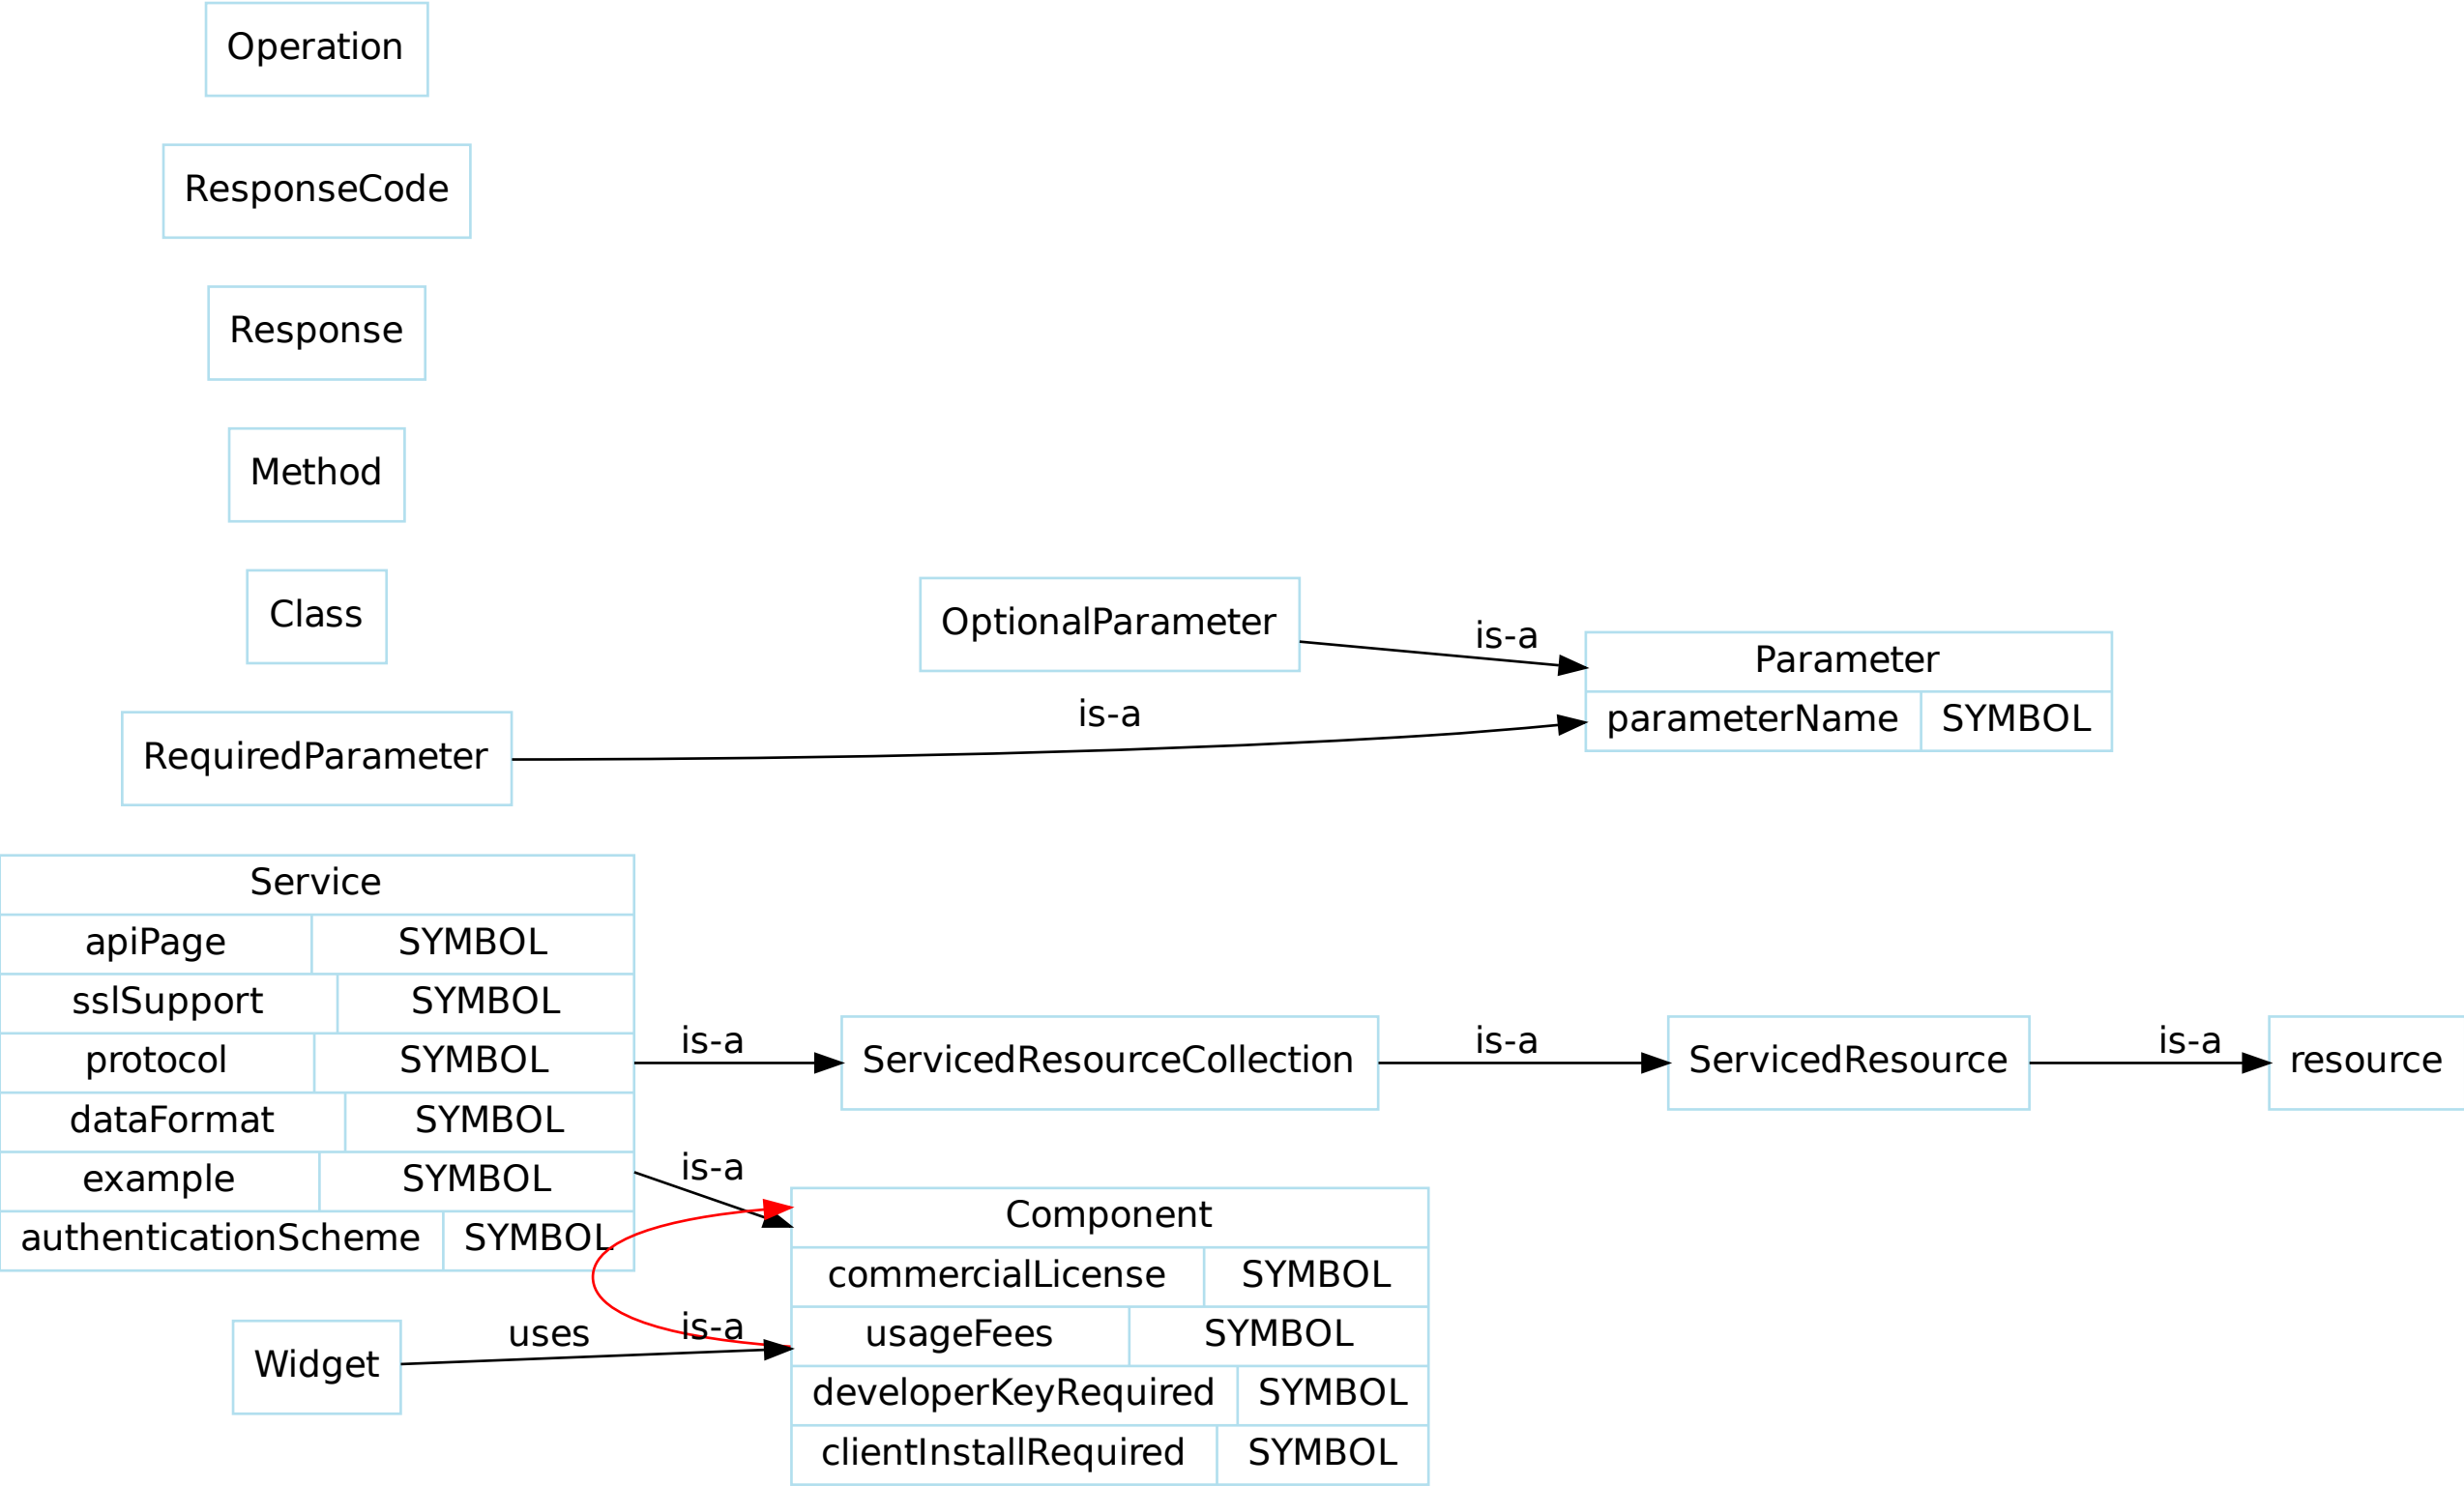 Operation
ResponseCode
Response
Method
Class
OptionalParameter
is-a
Parameter
parameterName SYMBOL
RequiredParameter
is-a
Service
apiPage SYMBOL
sslSupport SYMBOL
protocol SYMBOL
dataFormat SYMBOL
example SYMBOL
authenticationScheme SYMBOL
is-a
ServicedResourceCollection
is-a
ServicedResource
is-a
resource
is-a
Component
commercialLicense SYMBOL
usageFees SYMBOL
developerKeyRequired SYMBOL
clientInstallRequired SYMBOL
Widget
uses
is-a